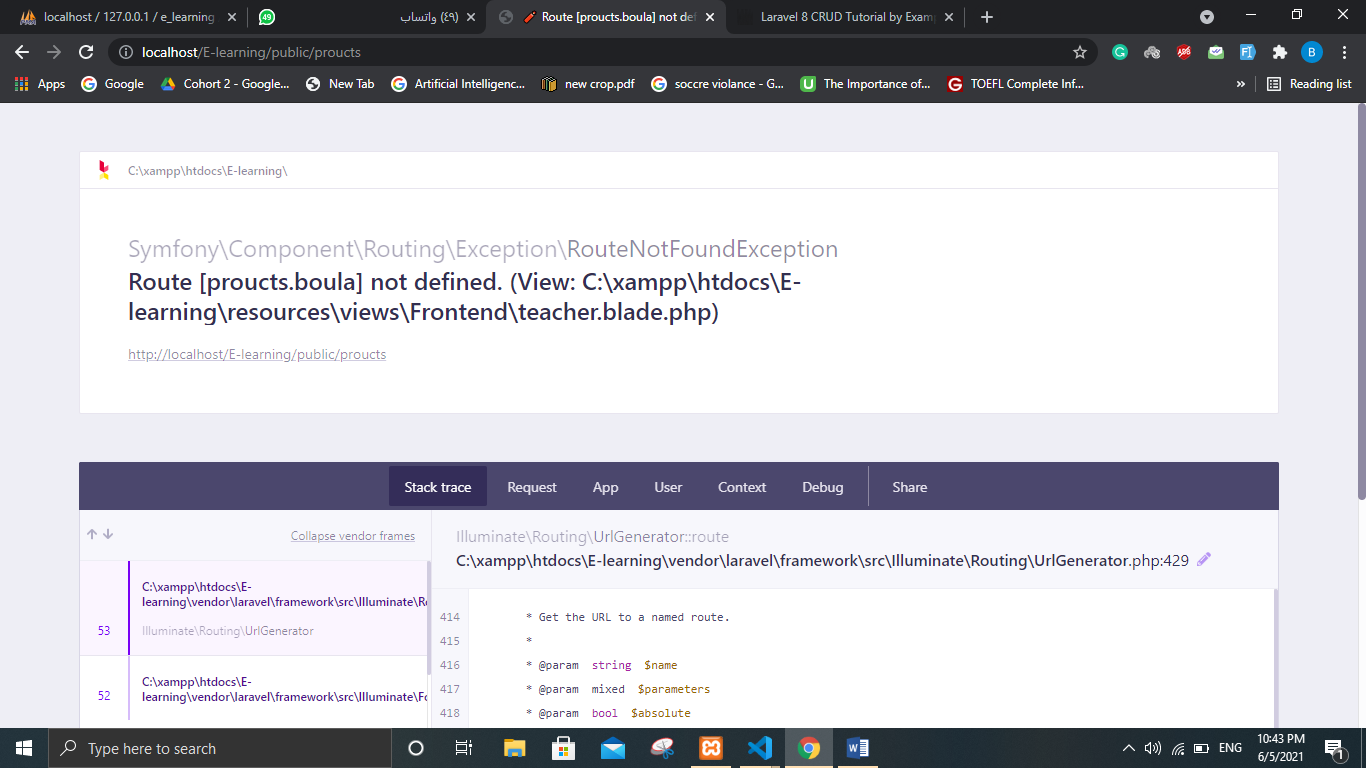 localhost / 127.0.0.1 / e_learning
49
(٤٩) واتساب
Route [proucts.boula] not def
Laravel 8 CRUD Tutorial by Examp
localhost/E-learning/public/proucts
B
Apps
Google
Cohort 2 - Google...
New Tab
Artificial Intelligenc...
new crop.pdf
soccre violance - G...
The Importance of...
TOEFL Complete Inf...
»
Reading list
C:\xampp\htdocs\E-learning\
Symfony\Component\Routing\Exception\RouteNotFoundException
Route [proucts.boula] not defined. (View: C:\xampp\htdocs\E-
learning\resources\views\Frontend\teacher.blade.php)
http://localhost/E-learning/public/proucts
Stack trace
Request
App
User
Context
Debug
Share
Collapse vendor frames
C:\xampp\htdocs\E-
learning\vendor\laravel\framework\src\Illuminate\Ro
53
Illuminate\Routing\UrlGenerator
C:\xampp\htdocs\E-
52
learning\vendor\laravel\framework\src\Illuminate\Fo
Illuminate\Routing\UrlGenerator::route
C:\xampp\htdocs\E-learning\vendor\laravel\framework\src\Illuminate\Routing\UrlGenerator.php:429
414 * Get the URL to a named route.
415 *
416 * @param string $name
417 * @param mixed $parameters
418 * @param bool $absolute
Type here to search
ENG
10:43 PM
6/5/2021
1